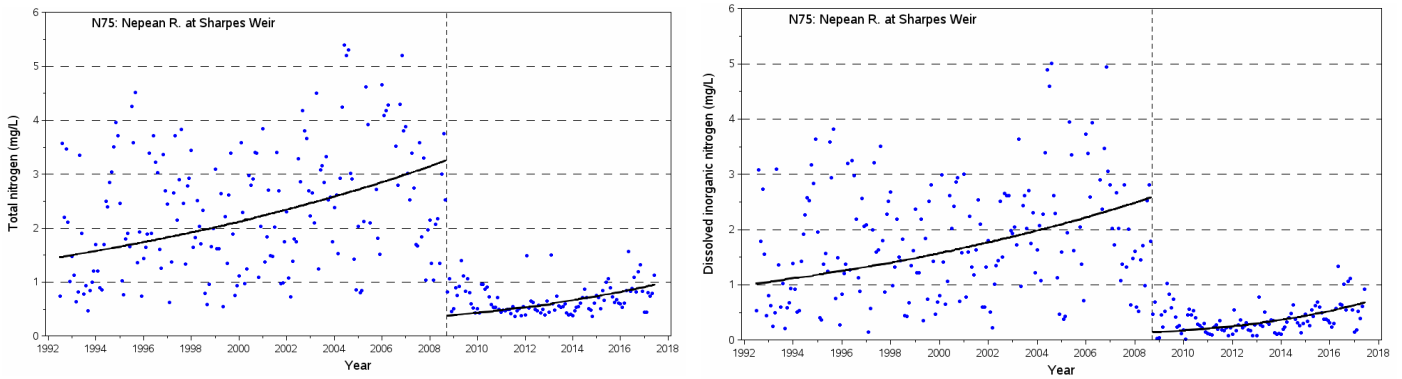 N75: Nepean R. at Sharpes Weir
Total nitrogen (mg/L)
6
5
4
3
2
1
0
1992 1994 1996 1998 2000 2002 2004 2006 2008 2010 2012 2014 2016 2018
Year
N75: Nepean R. at Sharpes Weir
Dissolved inorganic nitrogen (mg/L)
6
5
4
3
2
1
0
1992 1994 1996 1998 2000 2002 2004 2006 2008 2010 2012 2014 2016 2018
Year